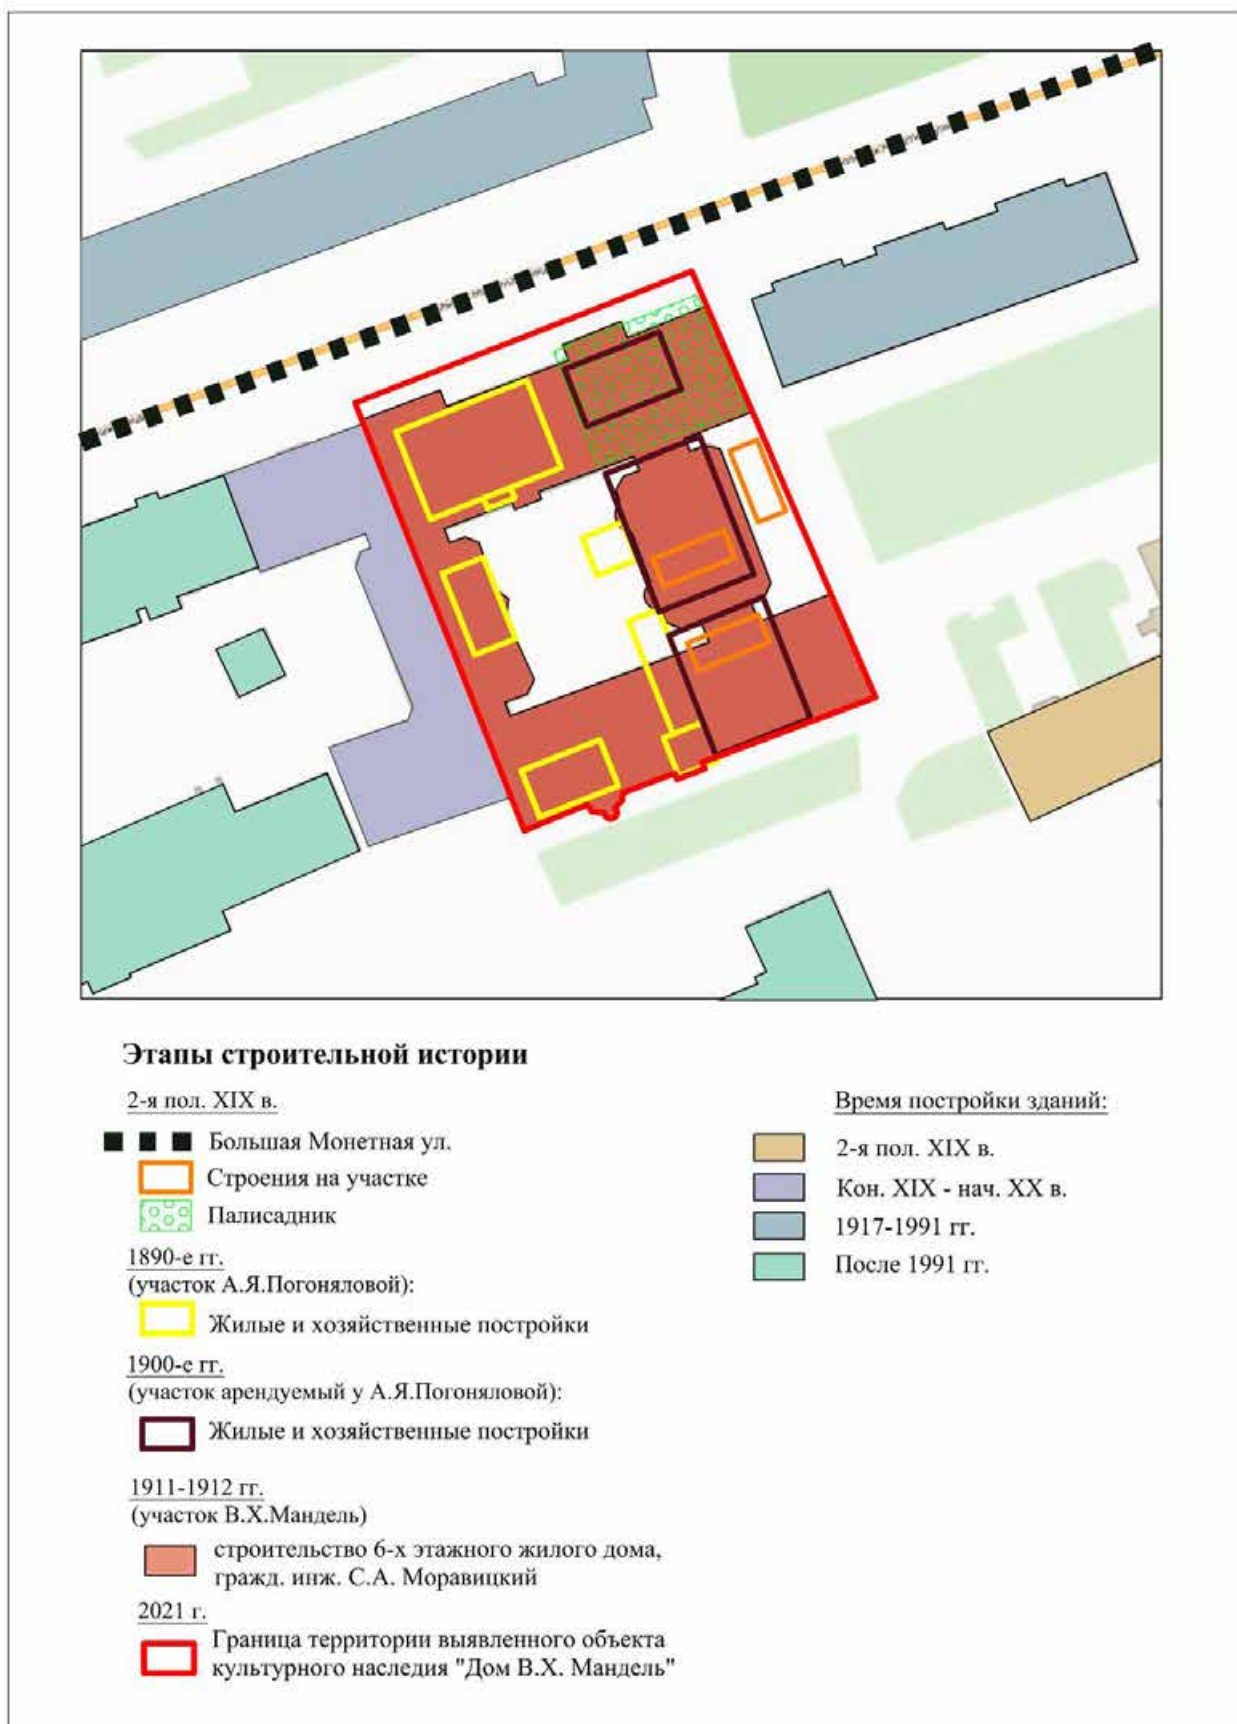 Этапы строительной истории
2-я пол. XIX в.
Большая Монетная ул.
Строения на участке
Палисадник
1890-е гг.
(участок А.Я.Погоняловой):
Жилые и хозяйственные постройки
1900-е гг.
(участок арендуемый у А.Я.Погоняловой):
Жилые и хозяйственные постройки
1911-1912 гг.
(участок В.Х.Мандель)
строительство 6-х этажного жилого дома,
гражд. инж. С.А. Моравицкий
2021 г.
Граница территории выявленного объекта
культурного наследия "Дом В.Х. Мандель"
Время постройки зданий:
2-я пол. XIX в.
Кон. XIX - нач. XX в.
1917-1991 гг.
После 1991 гг.